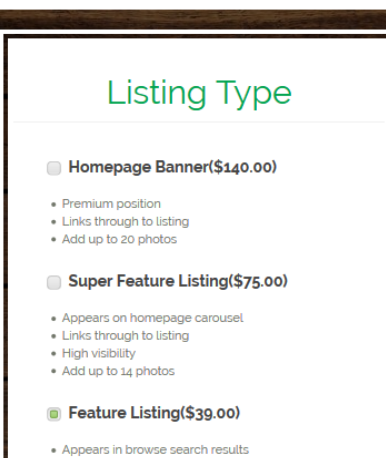 Listing Type
Homepage Banner($140.00)
Premium position
Links through to listing
Add up to 20 photos
Super Feature Listing($75.00)
Appears on homepage carousel
Links through to listing
High visibility
Add up to 14 photos
Feature Listing($39.00)
Appears in browse search results